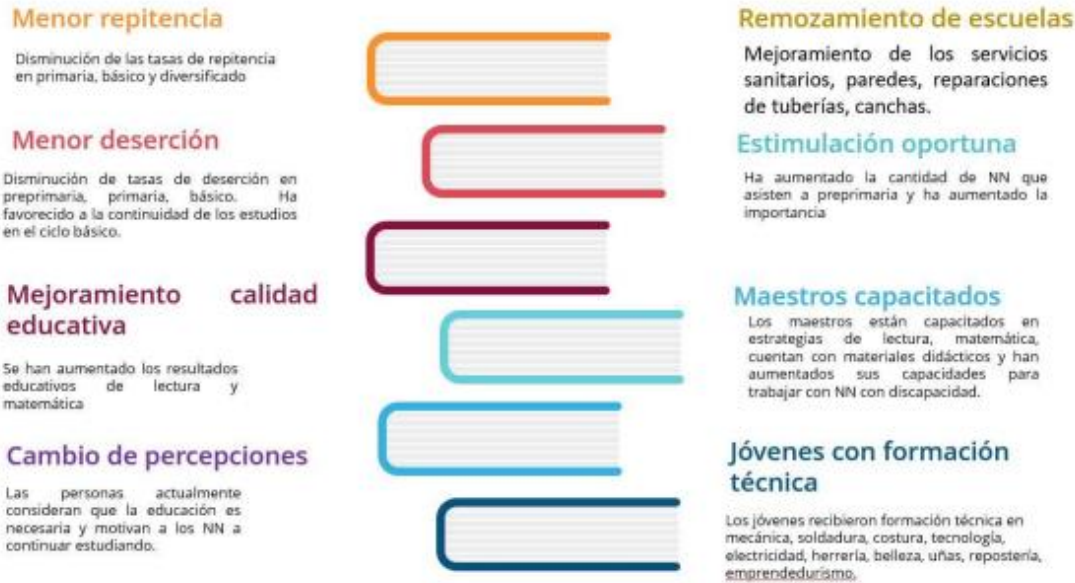 Menor repitencia
Disminución de las tasas de repitencia
en primaria, básico y diversificado
Menor deserción
Disminución de tasas de deserción en
preprimaria, primaria, básico. Ha
favorecido a la continuidad de los estudios
en el ciclo básico.
Mejoramiento calidad
educativa
Se han aumentado los resultados
educativos de lectura y
matemática
Cambio de percepciones
Las personas actualmente
consideran que la educación es
necesaria y motivan a los NN a
continuar estudiando.
Remozamiento de escuelas
Mejoramiento de los servicios
sanitarios, paredes, reparaciones
de tuberías, canchas.
Estimulación oportuna
Ha aumentado la cantidad de NN que
asisten a preprimaria y ha aumentado la
importancia
Maestros capacitados
Los maestros están capacitados en
estrategias de lectura, matemática,
cuentan con materiales didácticos y han
aumentados sus capacidades para
trabajar con NN con discapacidad.
Jóvenes con formación
técnica
Los jóvenes recibieron formación técnica en
mecánica, soldadura, costura, tecnología,
electricidad, herrería, belleza, uñas, repostería,
emprendedurismo.